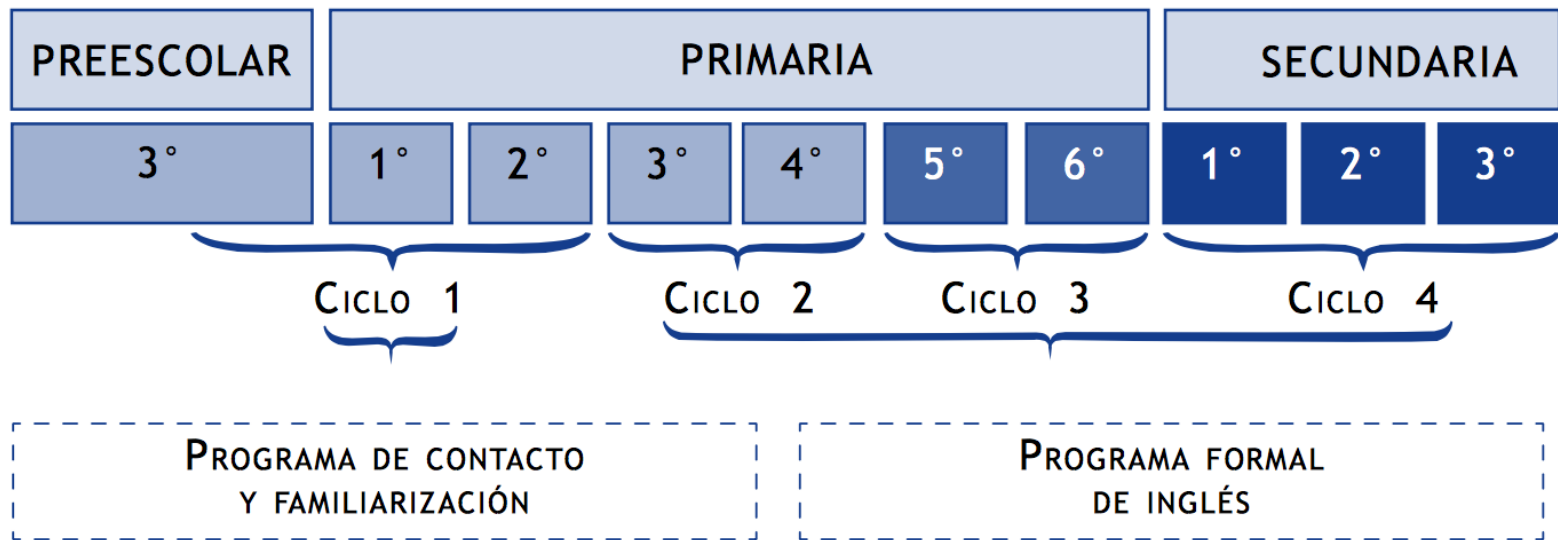 PREESCOLAR PRIMARIA SECUNDARIA
3° 1° 2° 3° 4° 5° 6° 1° 2° 3°
CICLO 1 CICLO 2 CICLO 3 CICLO 4
PROGRAMA DE CONTACTO
Y FAMILIARIZACIÓN
PROGRAMA FORMAL
DE INGLÉS